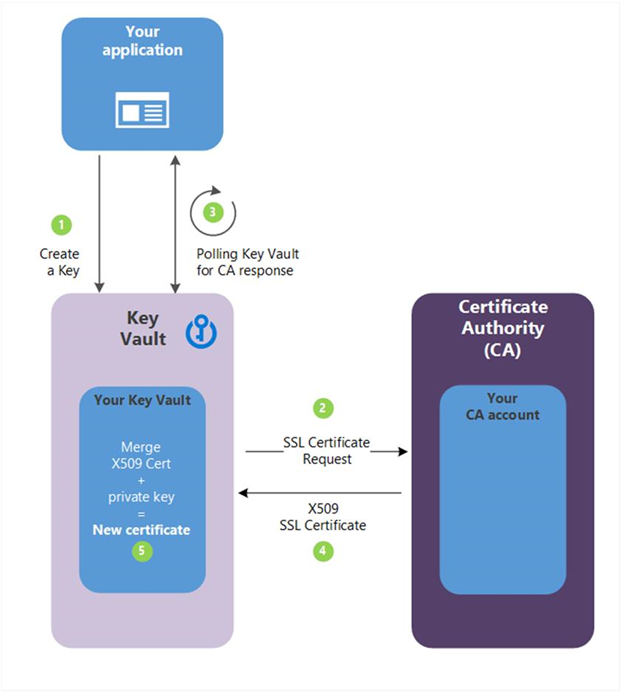 Your
application
1
Create
a Key
3
Polling Key Vault
for CA response
Key
Vault
Your Key Vault
Merge
X509 Cert
+
private key
=
New certificate
5
2
SSL Certificate
Request
X509
SSL Certificate
4
Certificate
Authority
(CA)
Your
CA account